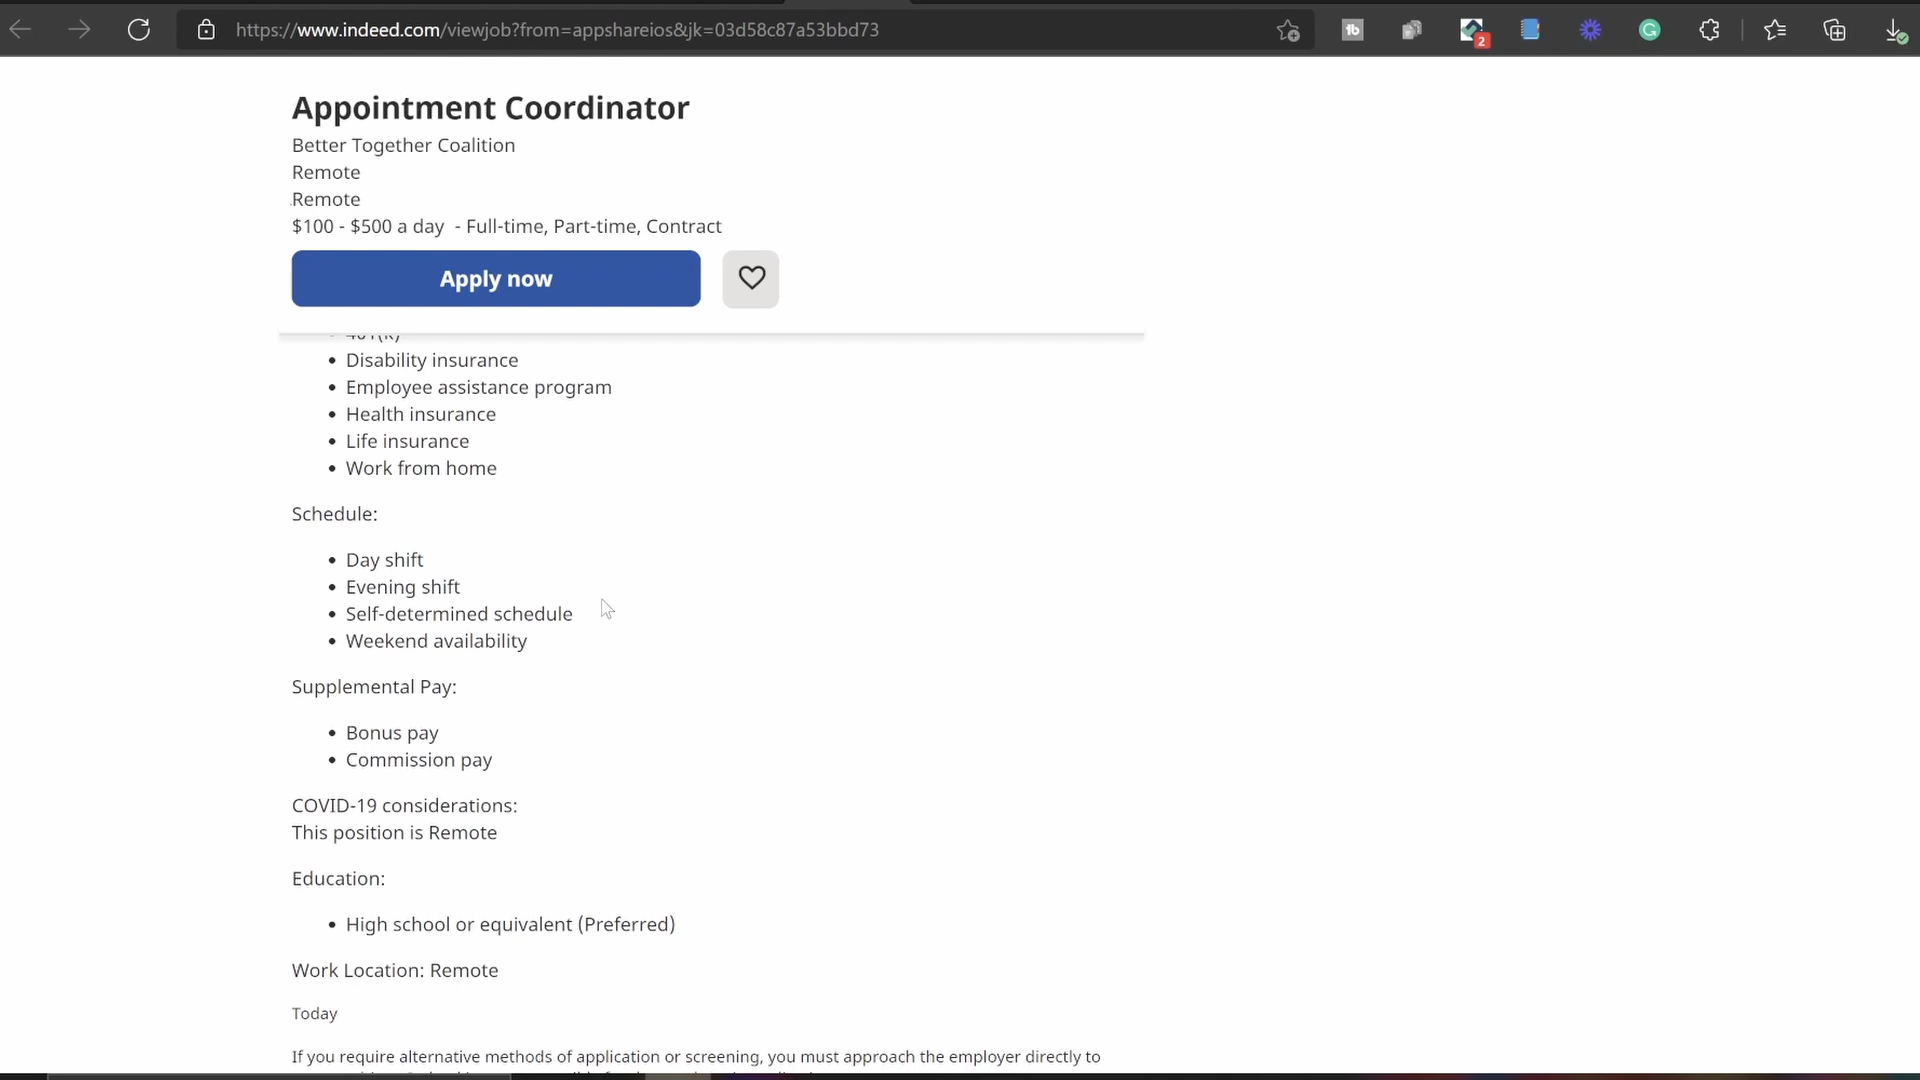 https://www.indeed.com/viewjob?from=appshareios&jk=03d58c87a53bbd73
tb
2
G
Appointment Coordinator
Better Together Coalition
Remote
Remote
$100 - $500 a day - Full-time, Part-time, Contract
Apply now
401(k)
• Disability insurance
• Employee assistance program
• Health insurance
• Life insurance
• Work from home
Schedule:
• Day shift
• Evening shift
• Self-determined schedule
• Weekend availability
Supplemental Pay:
• Bonus pay
• Commission pay
COVID-19 considerations:
This position is Remote
Education:
• High school or equivalent (Preferred)
Work Location: Remote
Today
If you require alternative methods of application or screening, you must approach the employer directly to